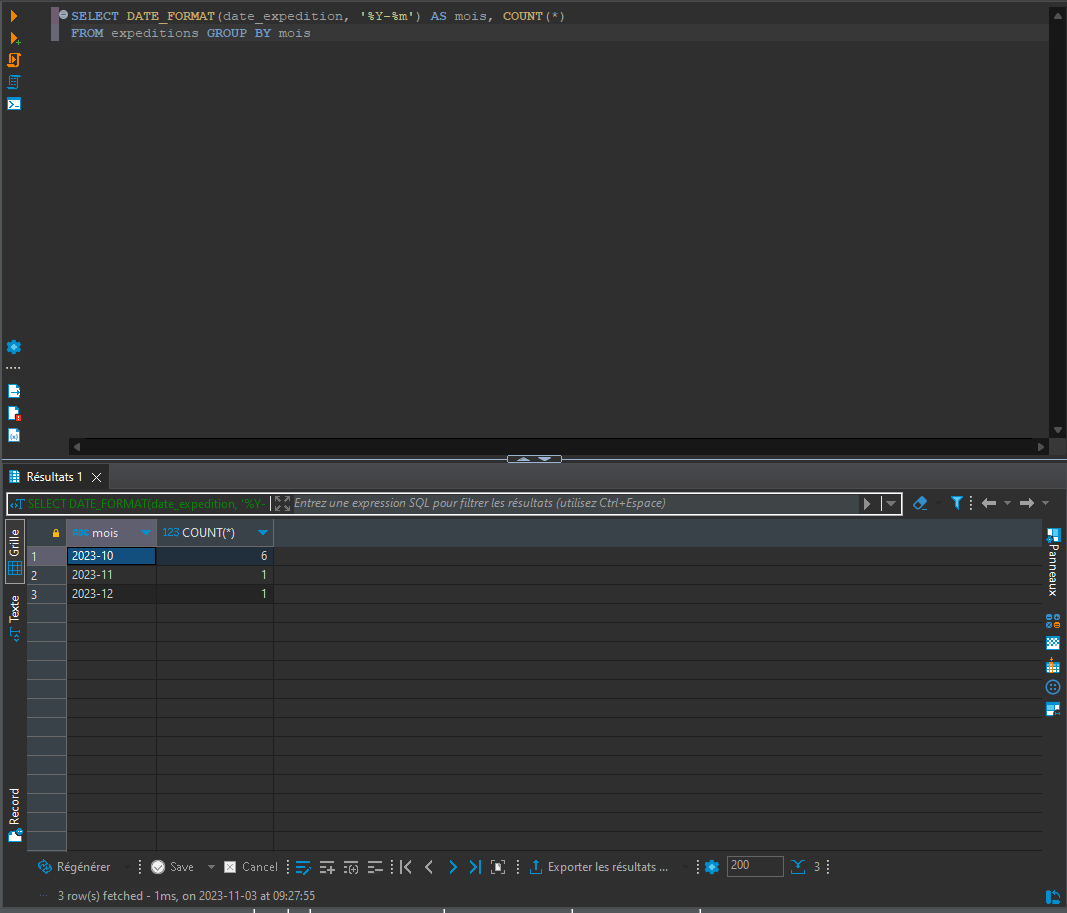 SELECT DATE_FORMAT(date_expedition, '%Y-%m') AS mois, COUNT(*)
FROM expeditions GROUP BY mois
Résultats 1
SELECT DATE_FORMAT(date_expedition, '%Y-
Entrez une expression SQL pour filtrer les résultats (utilisez Ctrl+Espace)
Grille
Texte
Record
ABC mois
123 COUNT(*)
1 2023-10 6
2 2023-11 1
3 2023-12 1
Panneaux
Régénérer Save Cancel Exporter les résultats ... 200 3
3 row(s) fetched - 1ms, on 2023-11-03 at 09:27:55